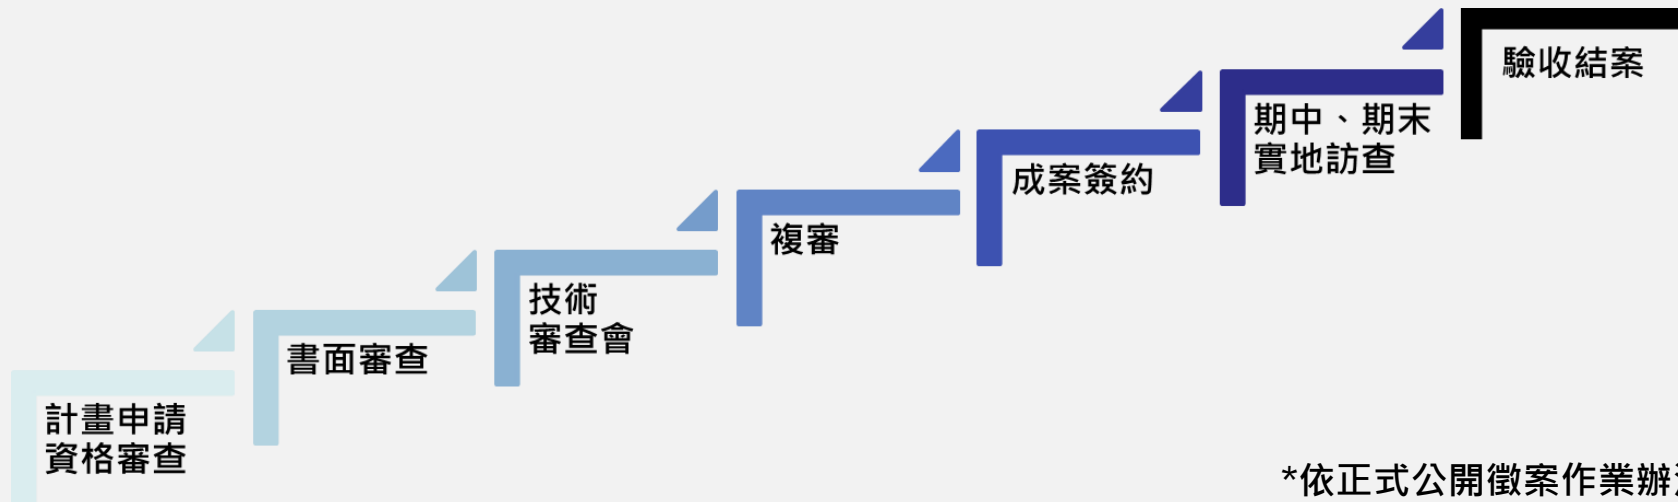 計畫申請
資格審查
書面審查
技術
審查會
複審
成案簽約
期中、期末
實地訪查
驗收結案
*依正式公開徵案作業辦